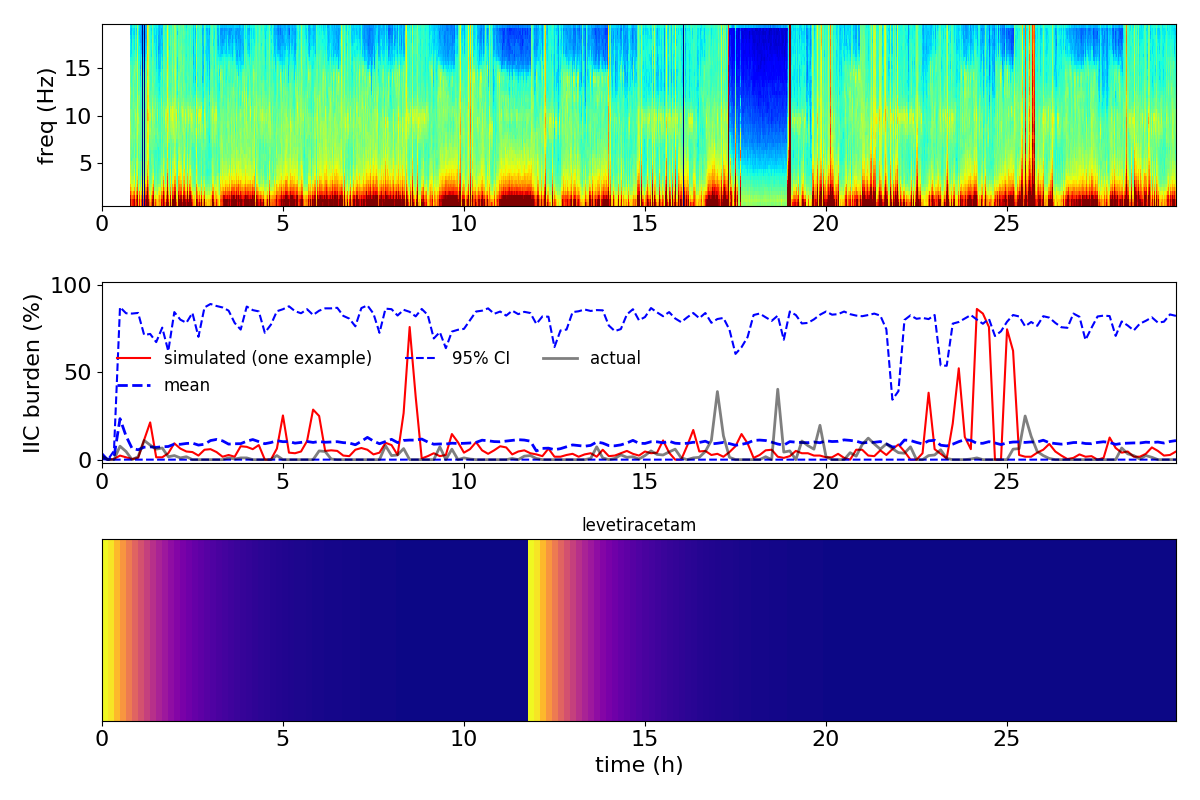 freq (Hz)
15
10
5
0 5 10 15 20 25
IIC burden (%)
100
50
0
simulated (one example) 95% CI actual
mean
0 5 10 15 20 25
levetiracetam
0 5 10 15 20 25
time (h)